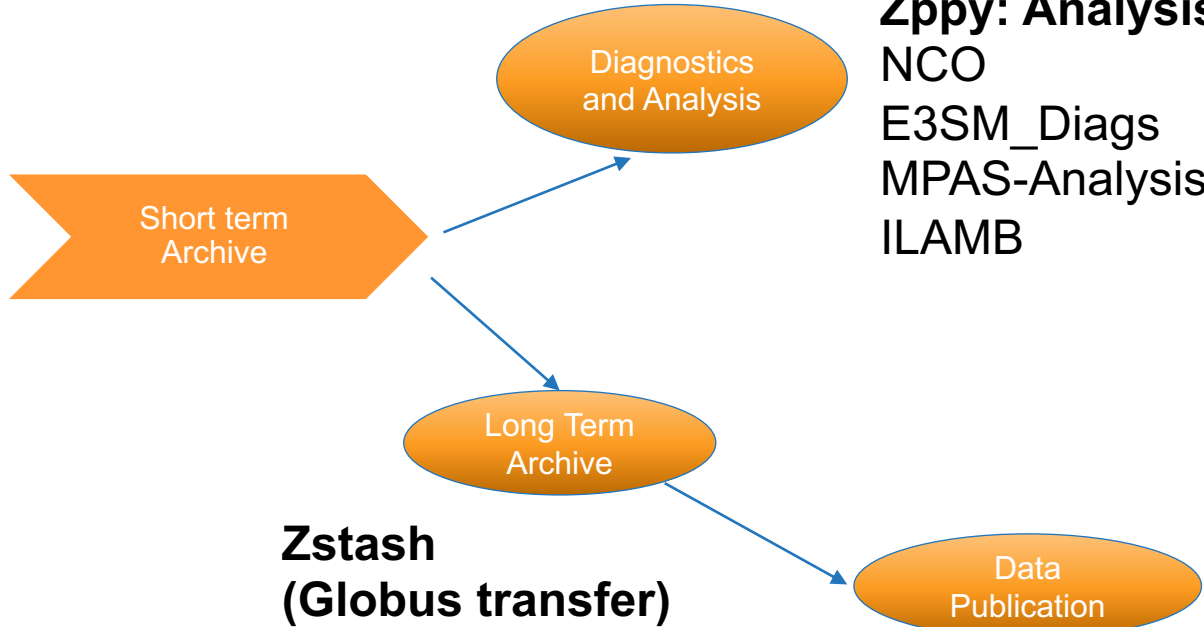 Zppy: Analysis
NCO
E3SM_Diags
MPAS-Analysis
ILAMB
Diagnostics
and Analysis
Short term
Archive
Long Term
Archive
Zstash
(Globus transfer)
Data
Publication